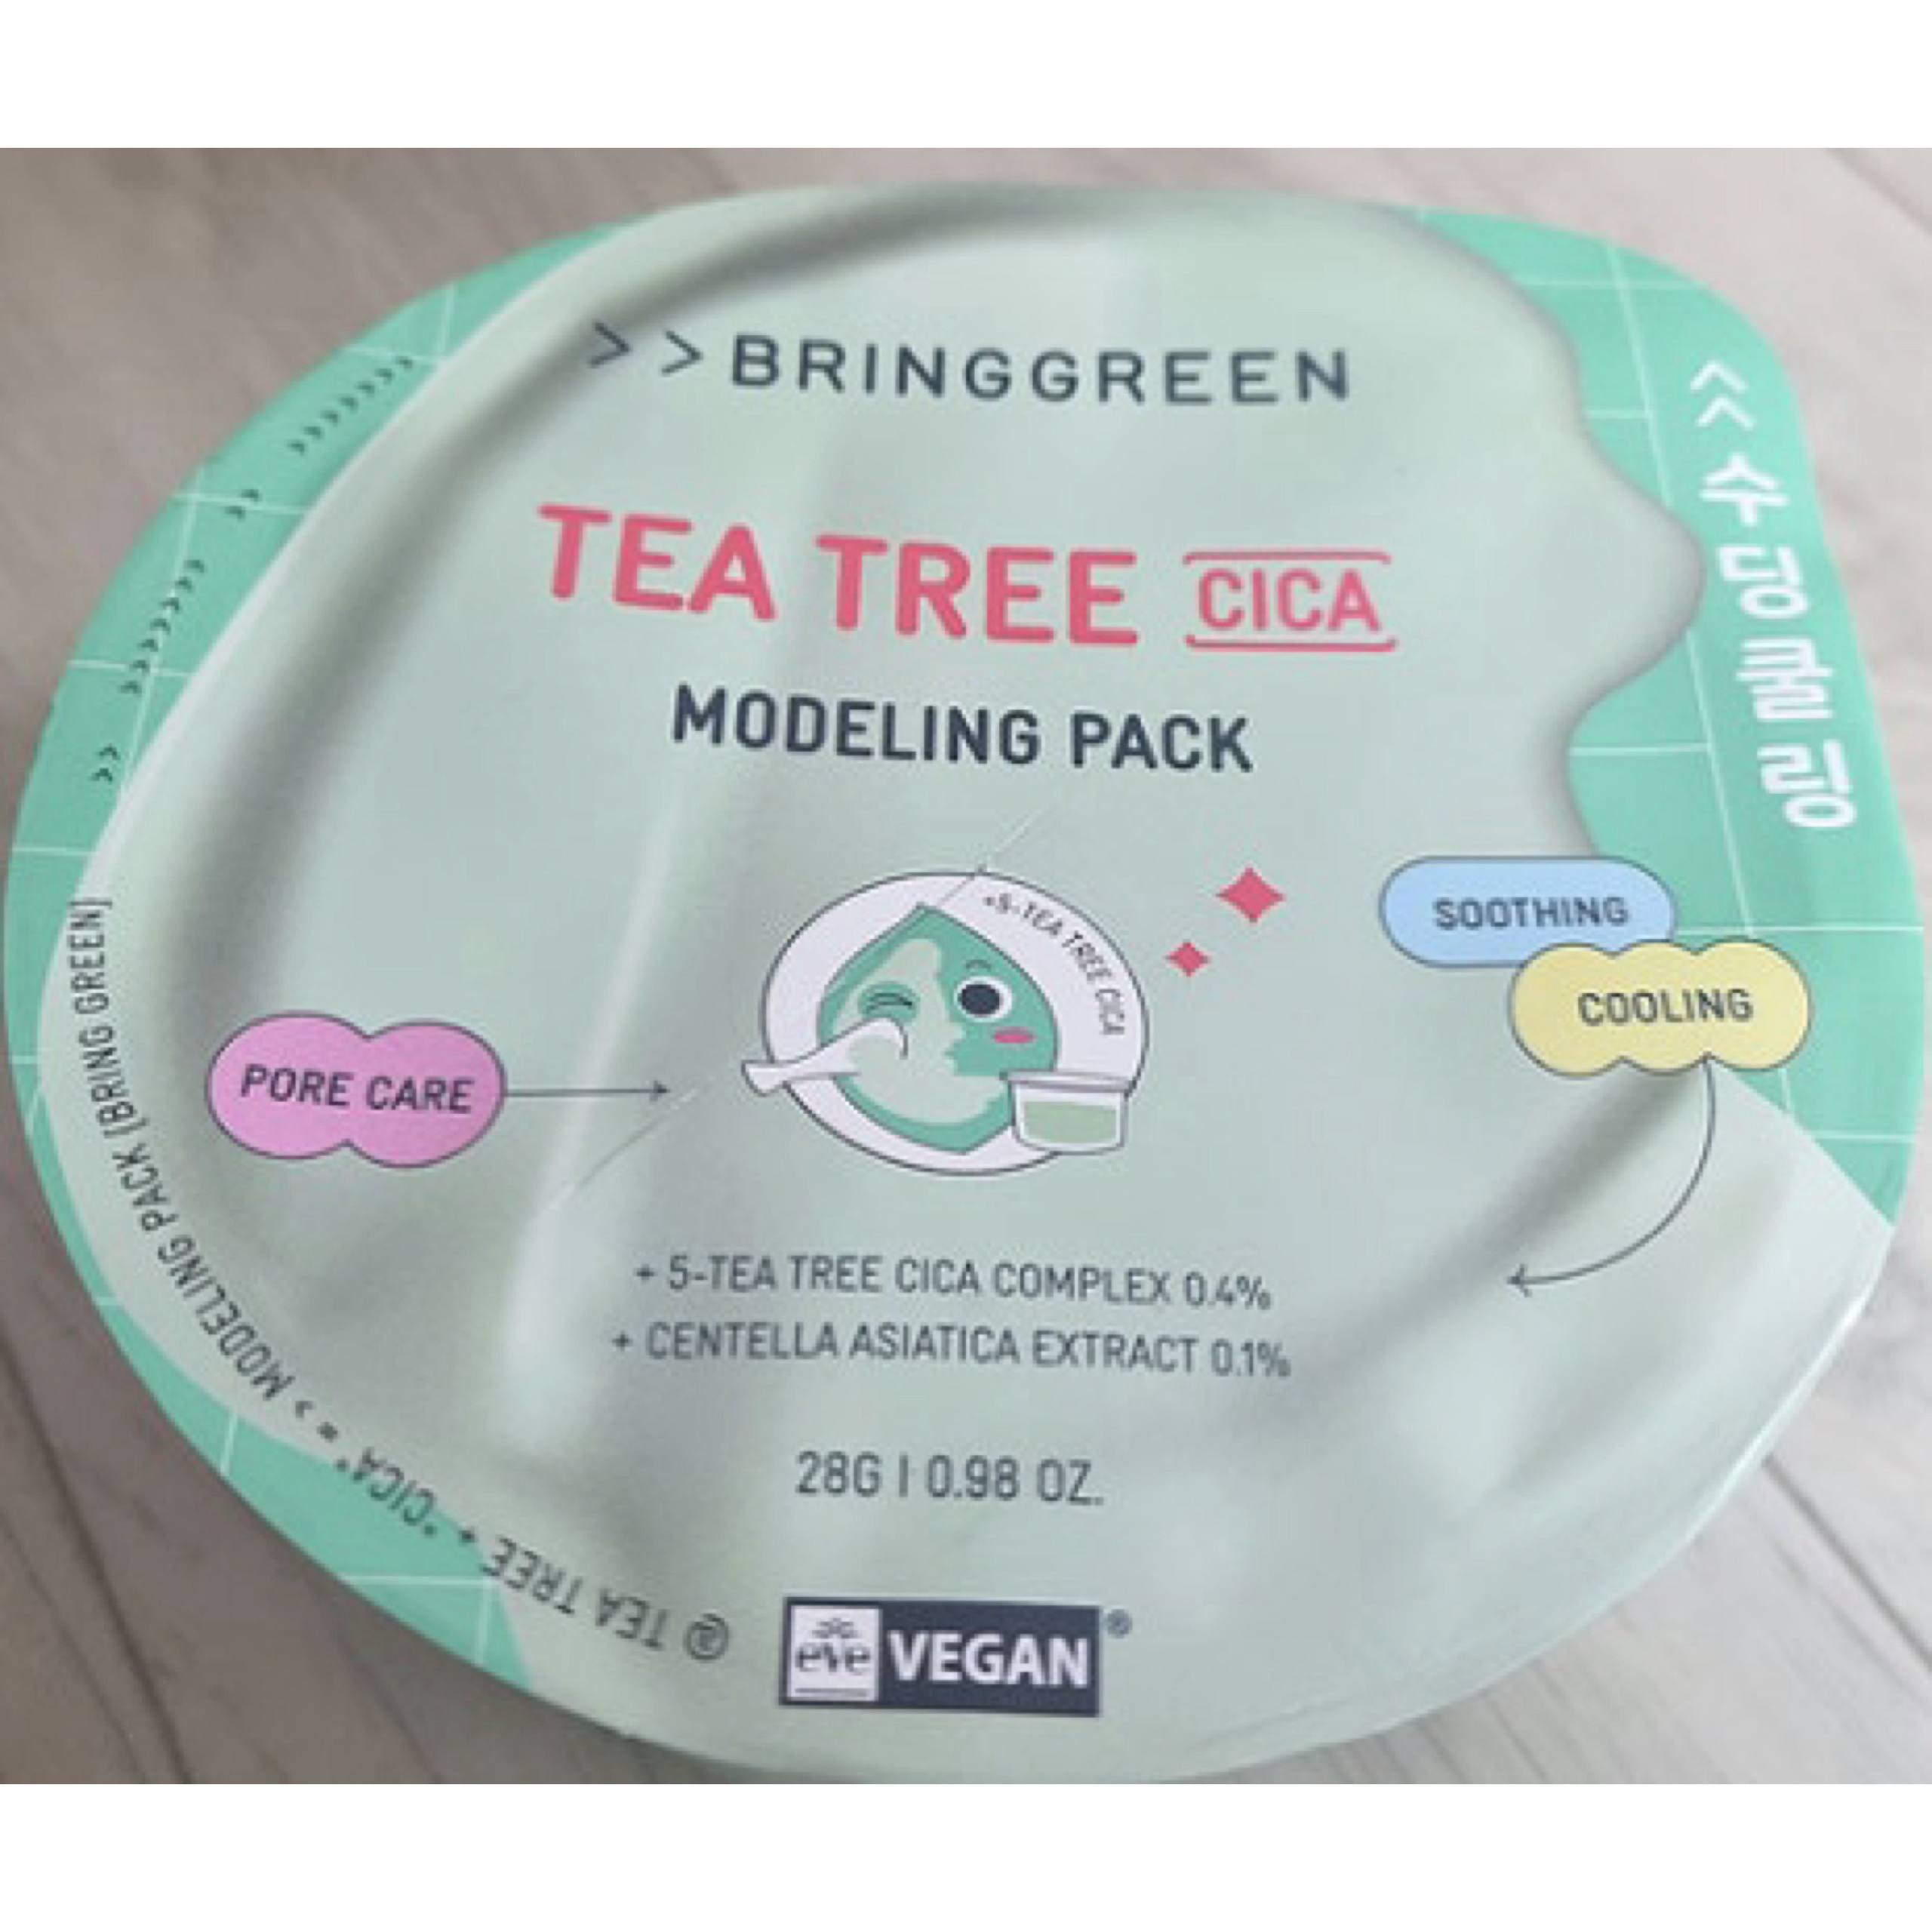 >>BRINGGREEN
TEA TREE CICA
MODELING PACK
<<수딩쿨링
+5-TEA TREE CICA
SOOTHING
COOLING
PORE CARE
+ 5-TEA TREE CICA COMPLEX 0.4%
+ CENTELLA ASIATICA EXTRACT 0.1%
28G | 0.98 OZ.
@ TEA TREE + "CICA" = > MODELING PACK [BRING GREEN]
eve VEGAN®